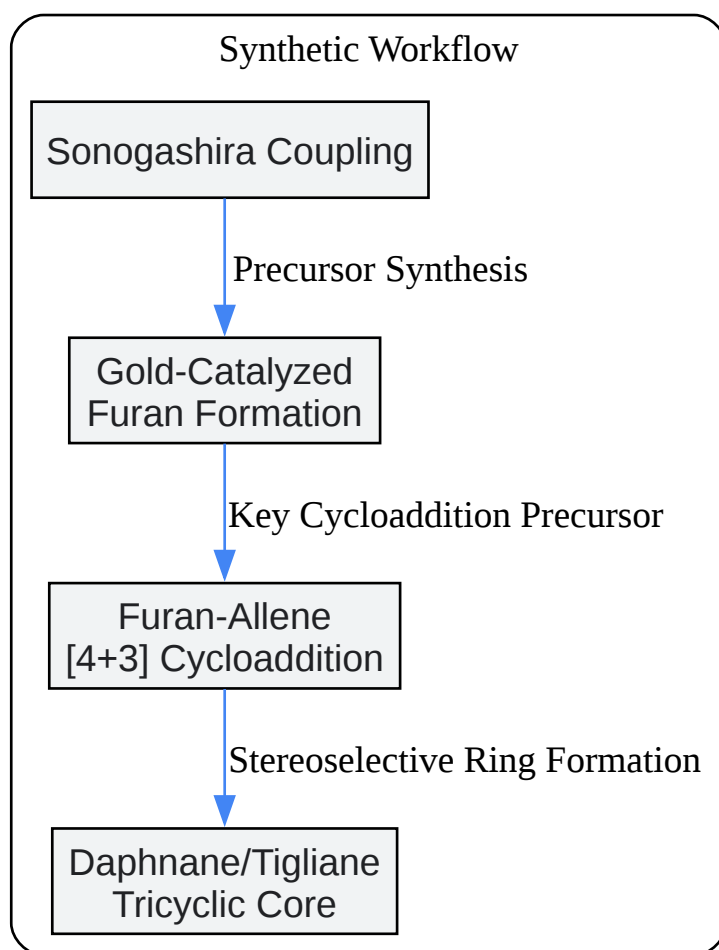 Synthetic Workflow
Sonogashira Coupling
Precursor Synthesis
Gold-Catalyzed
Furan Formation
Key Cycloaddition Precursor
Furan-Allene
[4+3] Cycloaddition
Stereoselective Ring Formation
Daphnane/Tigliane
Tricyclic Core